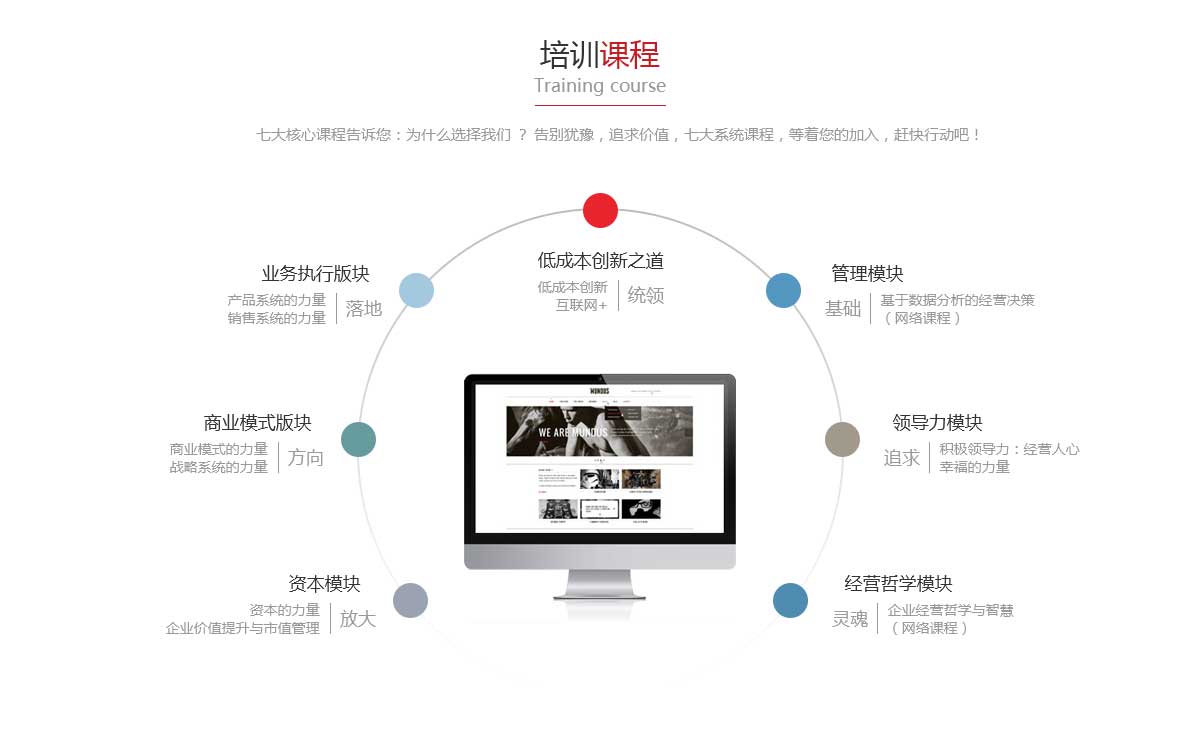 培训课程
Training course
七大核心课程告诉您：为什么选择我们 ？ 告别犹豫，追求价值，七大系统课程，等着您的加入，赶快行动吧！
低成本创新之道
低成本创新
互联网+
统领
业务执行版块
产品系统的力量
销售系统的力量
落地
管理模块
基础
基于数据分析的经营决策
（网络课程）
商业模式版块
商业模式的力量
战略系统的力量
方向
领导力模块
追求
积极领导力：经营人心
幸福的力量
MUNDUS
WE ARE MUNDUS
资本模块
资本的力量
企业价值提升与市值管理
放大
经营哲学模块
灵魂
企业经营哲学与智慧
（网络课程）